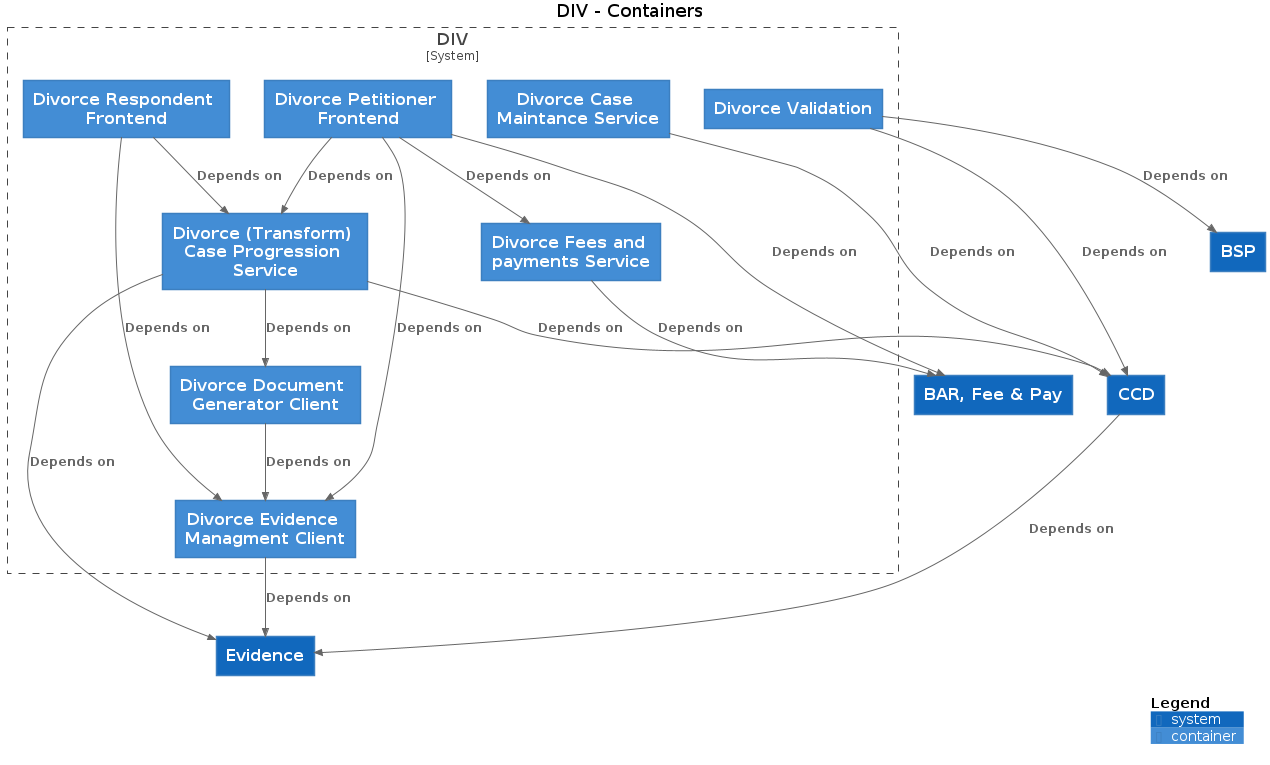 DIV - Containers
DIV
[System]
Divorce Respondent
Frontend
Divorce Petitioner
Frontend
Divorce Case
Maintance Service
Divorce Validation
Depends on
Depends on
Depends on
Depends on
Divorce (Transform)
Case Progression
Service
Divorce Fees and
payments Service
Depends on
Depends on
Depends on
BSP
Depends on
Depends on
Depends on
Depends on
Depends on
Divorce Document
Generator Client
BAR, Fee & Pay
CCD
Depends on
Depends on
Divorce Evidence
Managment Client
Depends on
Depends on
Evidence
Legend
system
container